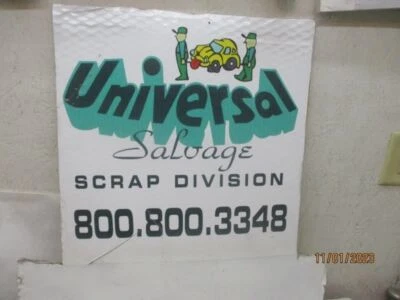 Universal
Salvage
SCRAP DIVISION
800.800.3348
11/01/2023